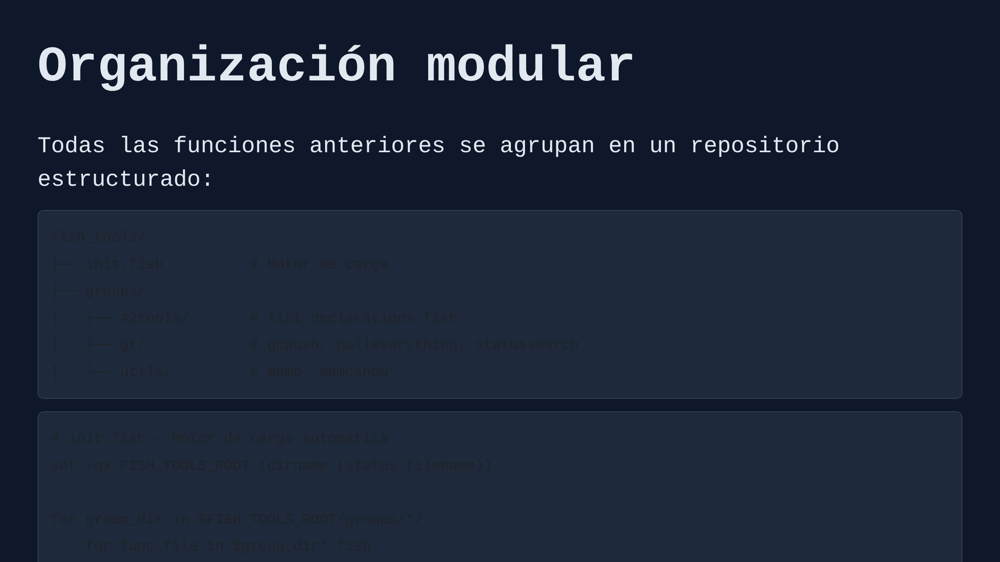 Organización modular
Todas las funciones anteriores se agrupan en un repositorio
estructurado:
fish_tools/
├── init.fish          # Motor de carga
├── groups/
│   ├── 42tools/       # list_declarations.fish
│   ├── gt/            # gcpush, pulleverything, statussearch
│   └── utils/         # memo, memoshow
# init.fish — Motor de carga automática
set -gx FISH_TOOLS_ROOT (dirname (status filename))
for group_dir in $FISH_TOOLS_ROOT/groups/*/
    for func_file in $group_dir*.fish